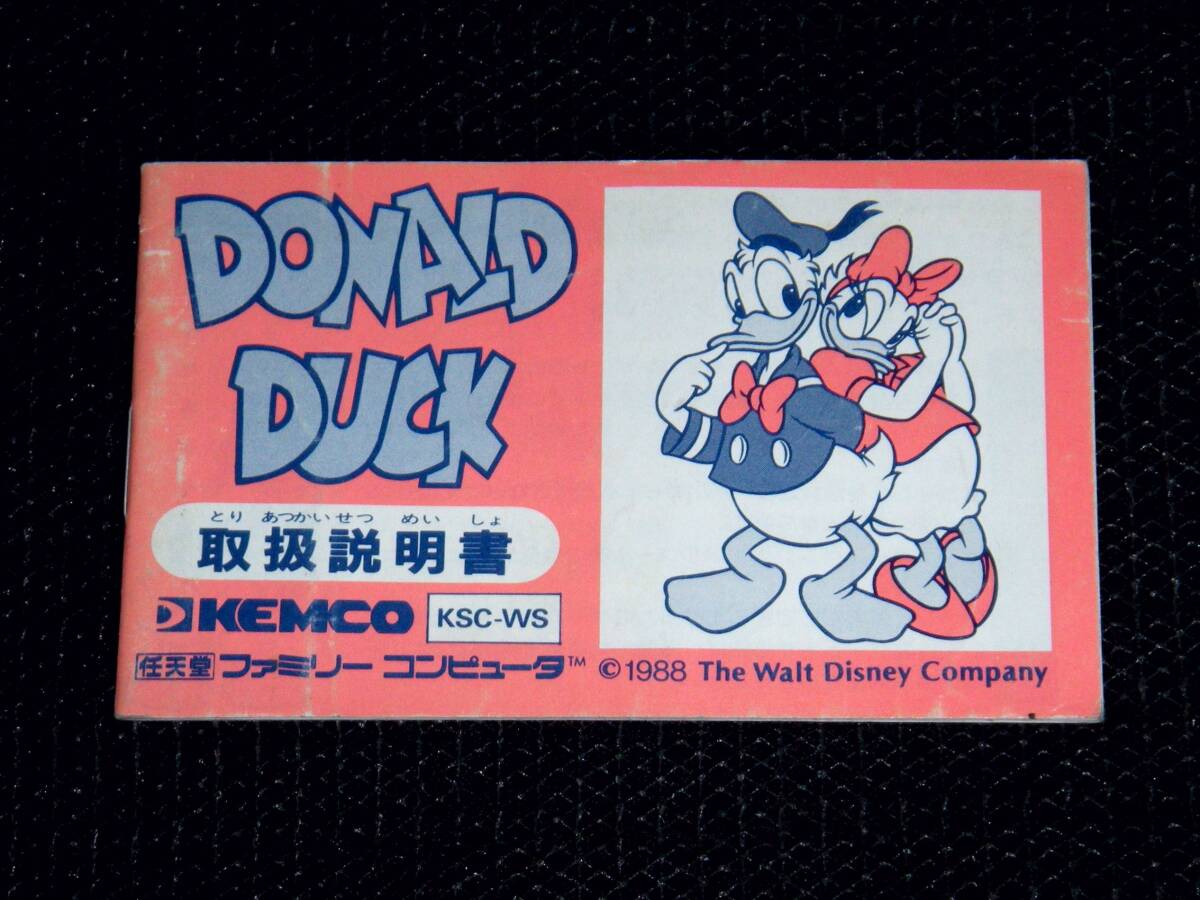 DONALD
DUCK
とり あつかい せつ めい しょ
取扱説明書
KEMCO KSC-WS
任天堂 ファミリー コンピュータ™ ©1988 The Walt Disney Company